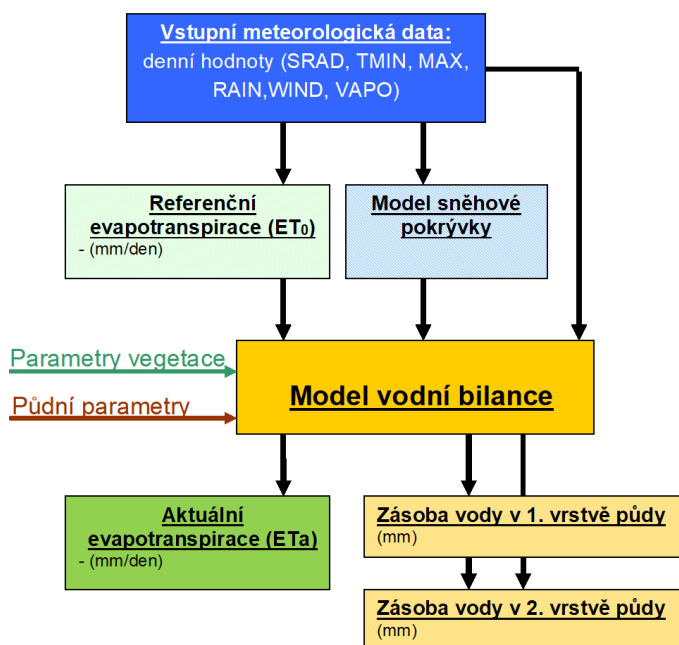 Vstupní meteorologická data:
denní hodnoty (SRAD, TMIN, MAX,
RAIN,WIND, VAPO)
Referenční
evapotranspirace (ET₀)
- (mm/den)
Model sněhové
pokrývky
Parametry vegetace
Půdní parametry
Model vodní bilance
Aktuální
evapotranspirace (ETa)
- (mm/den)
Zásoba vody v 1. vrstvě půdy
(mm)
Zásoba vody v 2. vrstvě půdy
(mm)